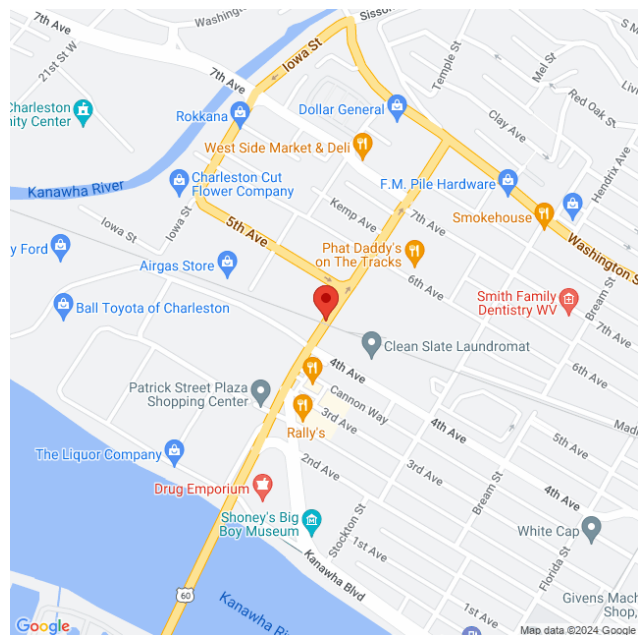 7th Ave
Washington
Sisson
21st St W
Iowa St
7th Ave
Temple St
Mel St
Red Oak St
Charleston
nity Center
Rokkana
Dollar General
Clay Ave
West Side Market & Deli
Hendrix Ave
Kanawha River
Charleston Cut
Flower Company
F.M. Pile Hardware
Kemp Ave
7th Ave
Smokehouse
Iowa St
Iowa St
5th Ave
Washington S
y Ford
Airgas Store
Phat Daddy's
on The Tracks
6th Ave
Ball Toyota of Charleston
Smith Family
Dentistry WV
Bream St
7th Ave
Clean Slate Laundromat
4th Ave
6th Ave
Patrick Street Plaza
Shopping Center
Cannon Way
3rd Ave
Rally's
4th Ave
Madi
5th Ave
The Liquor Company
2nd Ave
3rd Ave
4th Ave
Drug Emporium
Bream St
Shoney's Big
Boy Museum
Stockton St
White Cap
1st Ave
Florida St
Kanawha Blvd
60
Kanawha Ri
1st Ave
Givens Mach
Shop,
Google
Map data ©2024 Google